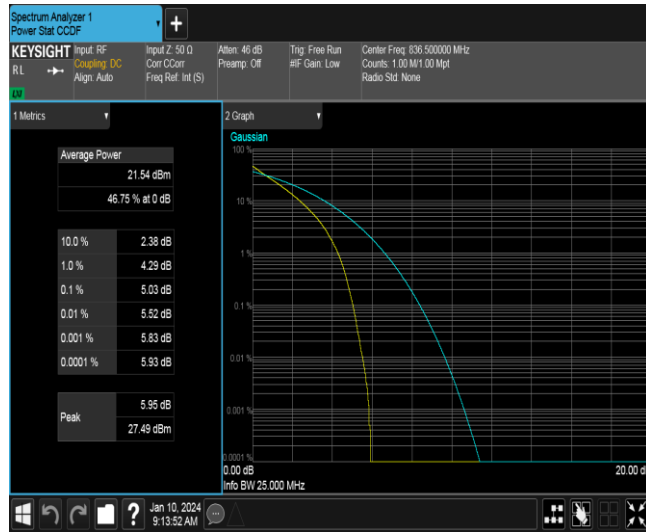 Spectrum Analyzer 1
Power Stat CCDF
+
KEYSIGHT
RL
LXI
Input: RF
Coupling: DC
Align: Auto
Input Z: 50 Ω
Corr CCorr
Freq Ref: Int (S)
Atten: 46 dB
Preamp: Off
Trig: Free Run
#IF Gain: Low
Center Freq: 836.500000 MHz
Counts: 1.00 M/1.00 Mpt
Radio Std: None
1 Metrics
Average Power
21.54 dBm
46.75 % at 0 dB
10.0 % 2.38 dB
1.0 % 4.29 dB
0.1 % 5.03 dB
0.01 % 5.52 dB
0.001 % 5.83 dB
0.0001 % 5.93 dB
Peak
5.95 dB
27.49 dBm
2 Graph
Gaussian
100 %
10 %
1 %
0.1 %
0.01 %
0.001 %
0.0001 %
0.00 dB
20.00
Info BW 25.000 MHz
?
Jan 10, 2024
9:13:52 AM